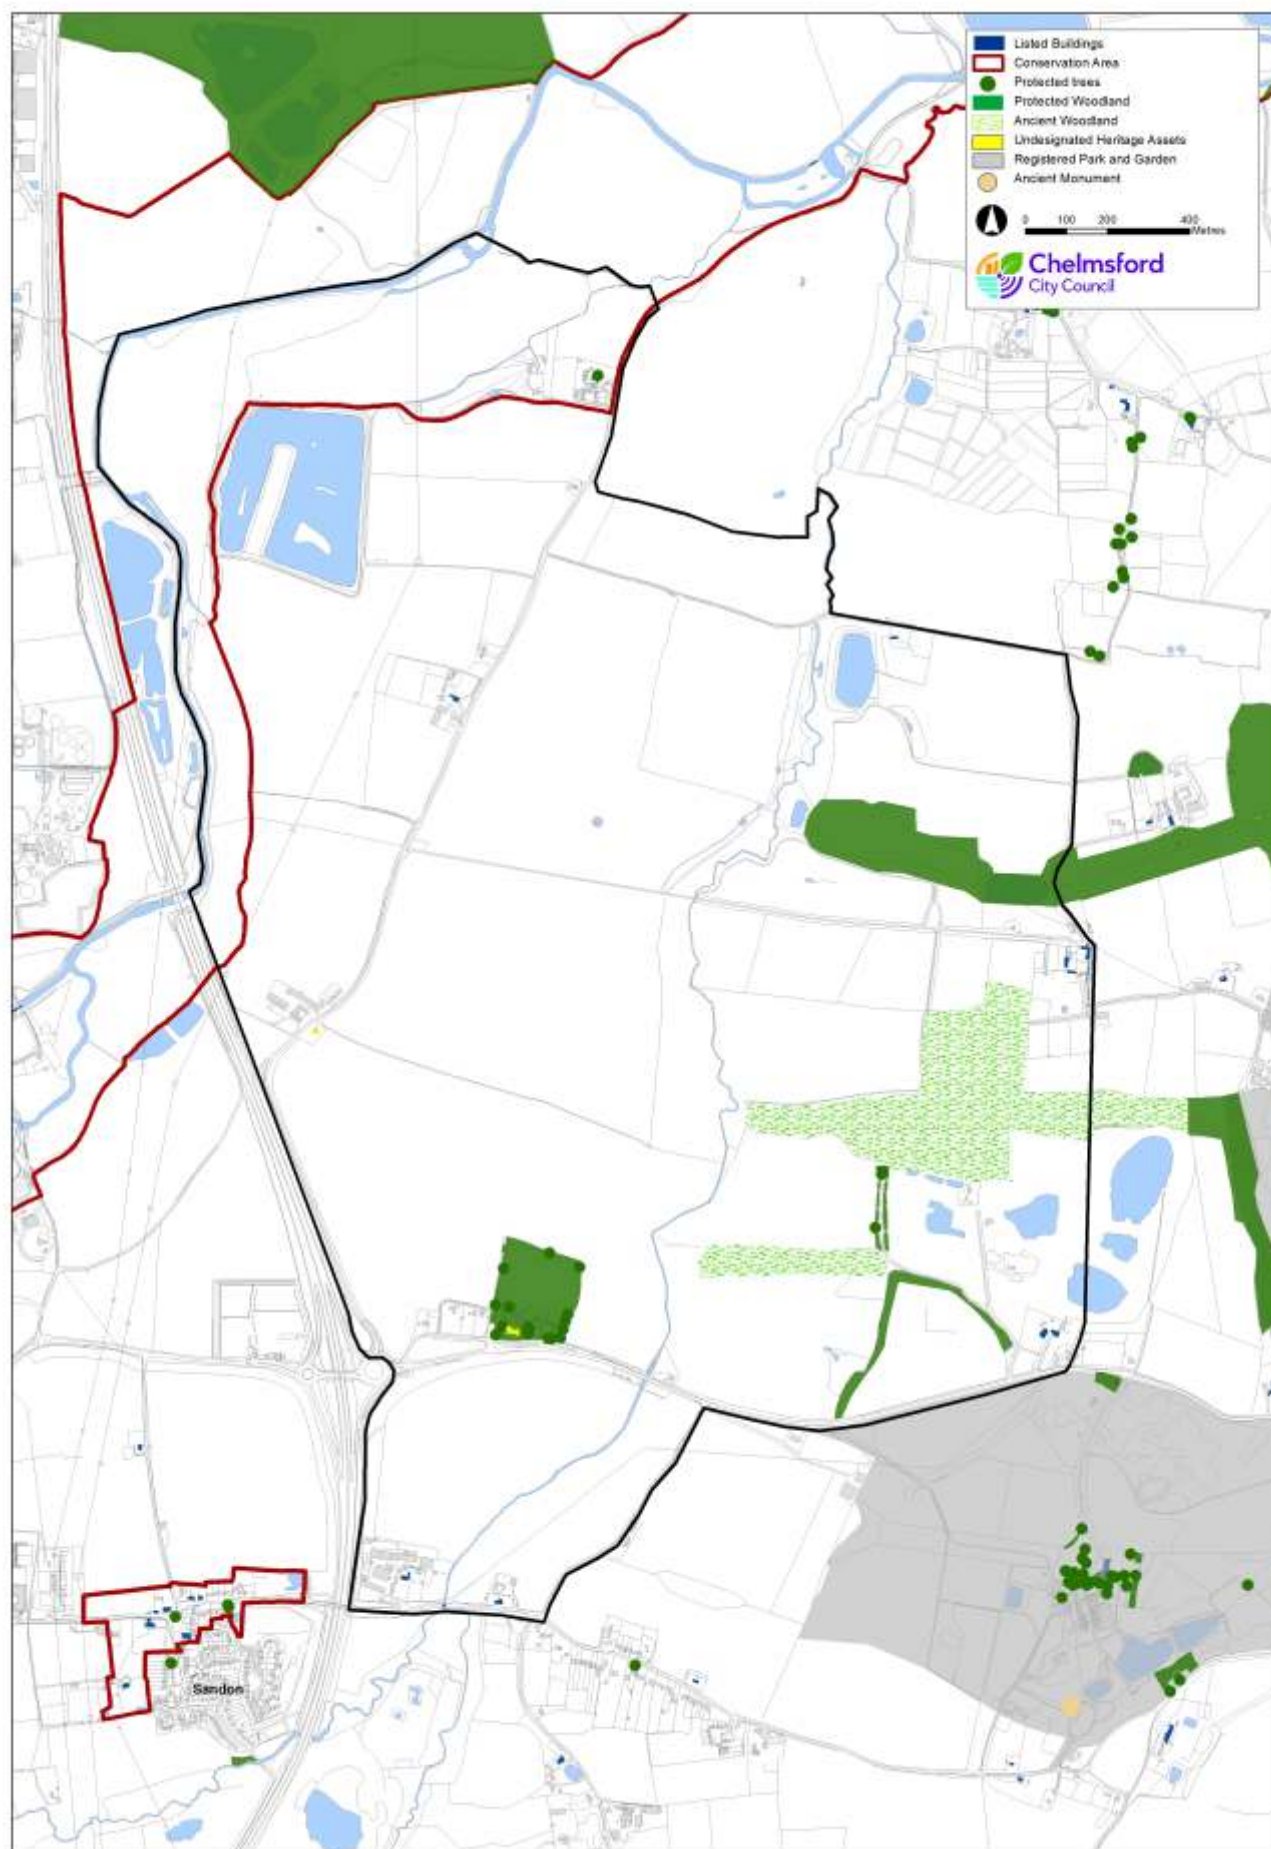 Listed Buildings
Conservation Area
Protected trees
Protected Woodland
Ancient Woodland
Undesignated Heritage Assets
Registered Park and Garden
Ancient Monument
0 100 200 400
Metres
Chelmsford
City Council
Sandon